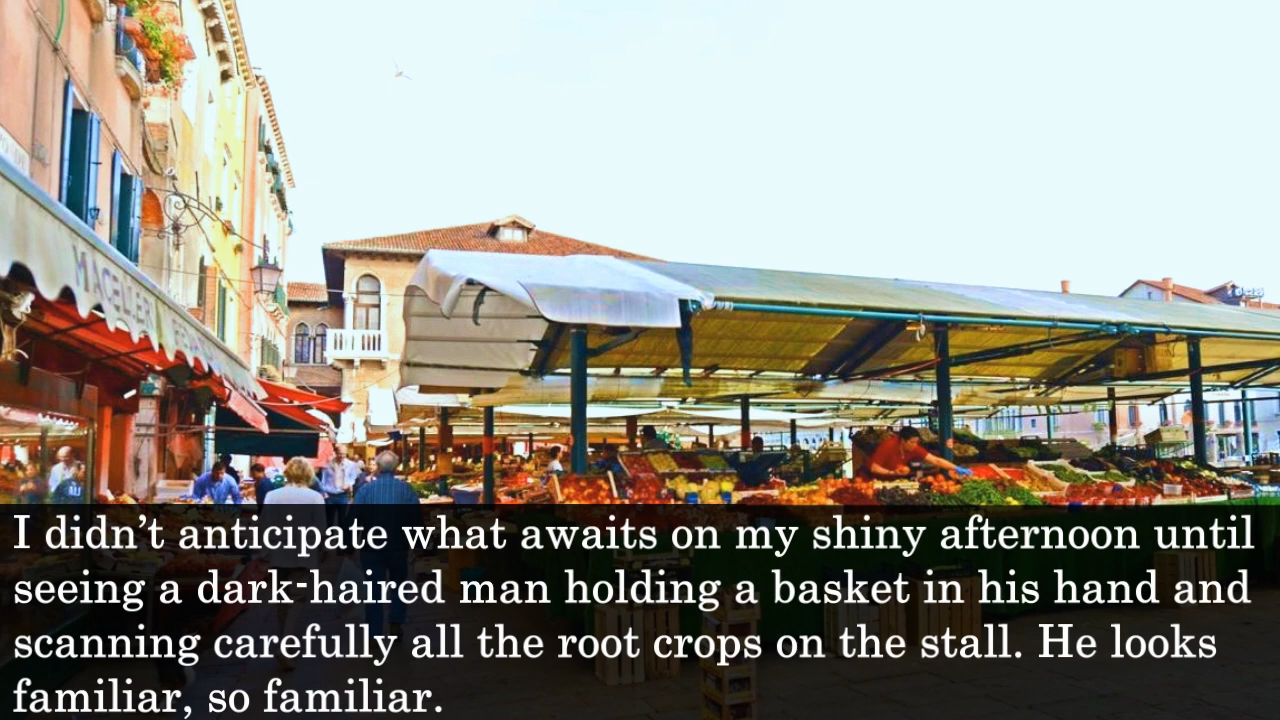 MACELLERI
I didn’t anticipate what awaits on my shiny afternoon until
seeing a dark-haired man holding a basket in his hand and
scanning carefully all the root crops on the stall. He looks
familiar, so familiar.